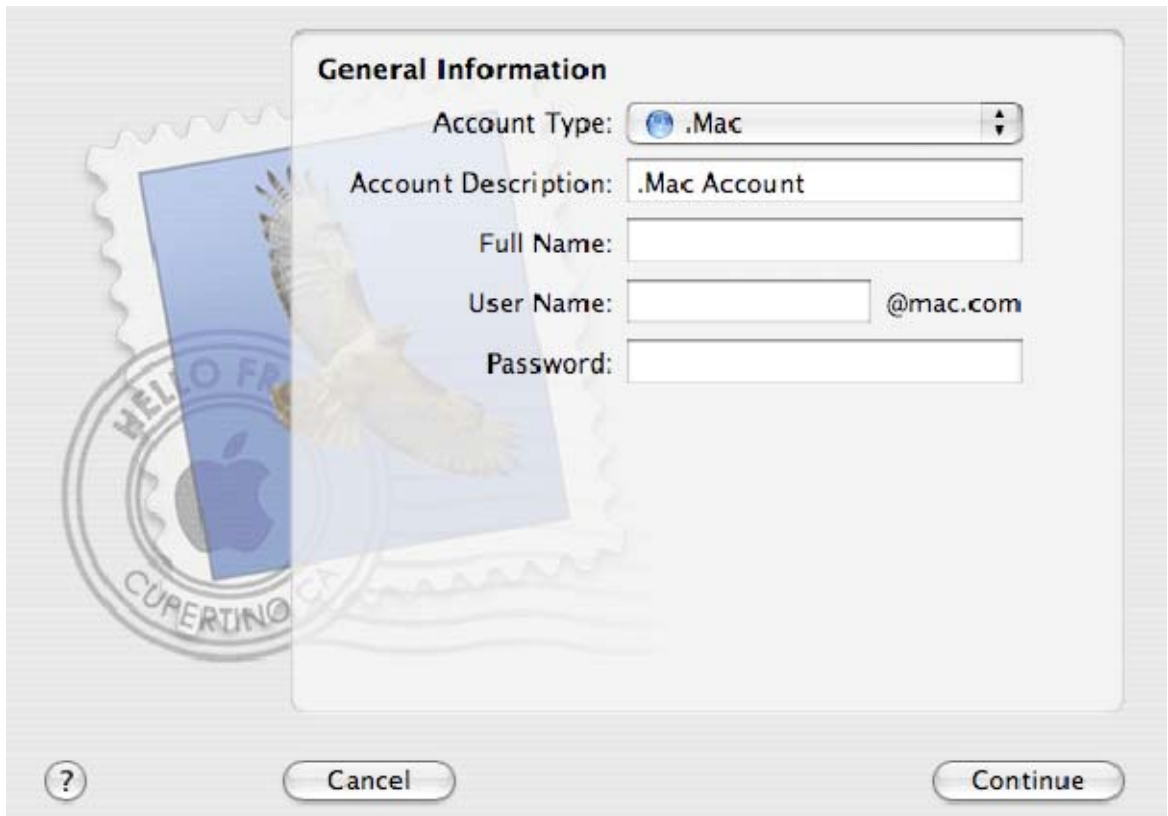 General Information
Account Type: .Mac
Account Description: .Mac Account
Full Name:
User Name: @mac.com
Password:
HELLO FR
CUPERTINO CA
? Cancel Continue